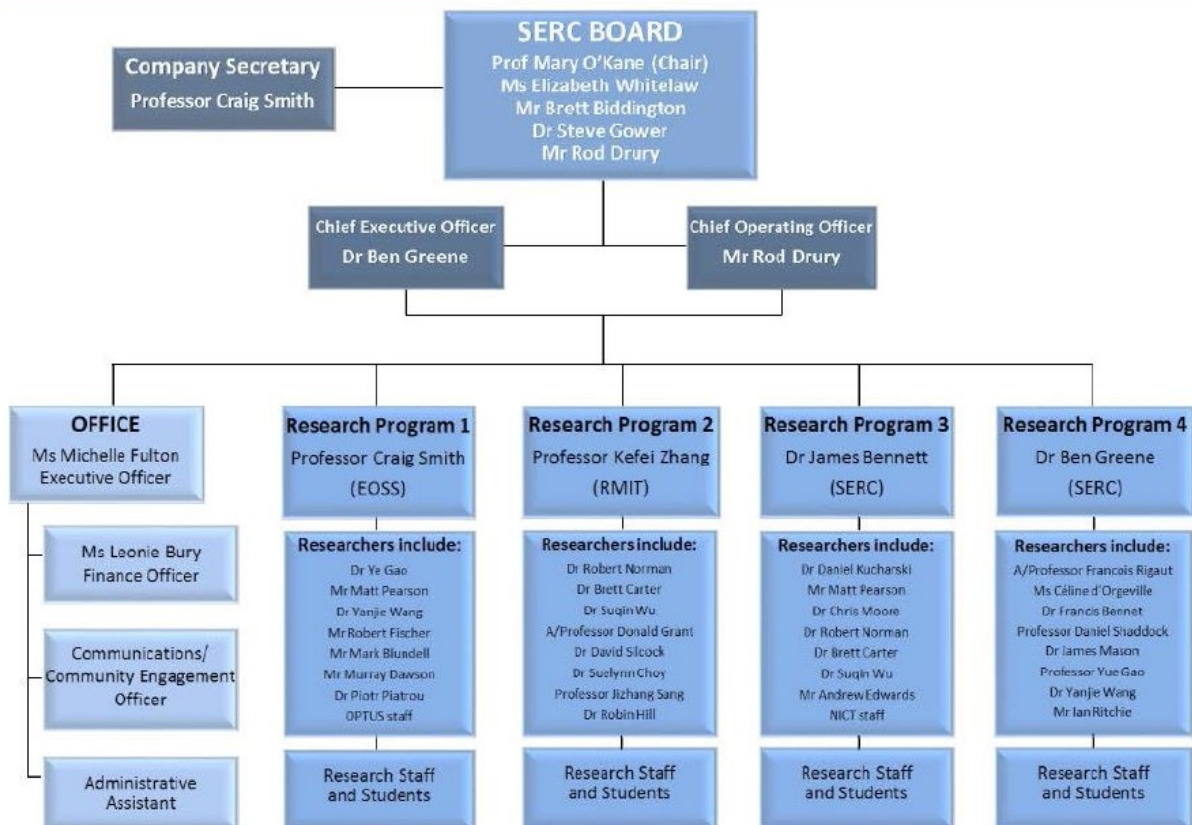 SERC BOARD
Prof Mary O'Kane (Chair)
Ms Elizabeth Whitelaw
Mr Brett Biddington
Dr Steve Gower
Mr Rod Drury
Company Secretary
Professor Craig Smith
Chief Executive Officer
Dr Ben Greene
Chief Operating Officer
Mr Rod Drury
OFFICE
Ms Michelle Fulton
Executive Officer
Ms Leonie Bury
Finance Officer
Communications/
Community Engagement
Officer
Administrative
Assistant
Research Program 1
Professor Craig Smith
(EOSS)
Researchers include:
Dr Ye Gao
Mr Matt Pearson
Dr Yanjie Wang
Mr Robert Fischer
Mr Mark Blundell
Mr Murray Dawson
Dr Piotr Piatrou
OPTUS staff
Research Staff
and Students
Research Program 2
Professor Kefei Zhang
(RMIT)
Researchers include:
Dr Robert Norman
Dr Brett Carter
Dr Suqin Wu
A/Professor Donald Grant
Dr David Silcock
Dr Suelynn Choy
Professor Jizhang Sang
Dr Robin Hill
Research Staff
and Students
Research Program 3
Dr James Bennett
(SERC)
Researchers include:
Dr Daniel Kucharski
Mr Matt Pearson
Dr Chris Moore
Dr Robert Norman
Dr Brett Carter
Dr Suqin Wu
Mr Andrew Edwards
NICT staff
Research Staff
and Students
Research Program 4
Dr Ben Greene
(SERC)
Researchers include:
A/Professor Francois Rigaut
Ms Céline d'Orgeville
Dr Francis Bennet
Professor Daniel Shaddock
Dr James Mason
Professor Yue Gao
Dr Yanjie Wang
Mr Ian Ritchie
Research Staff
and Students